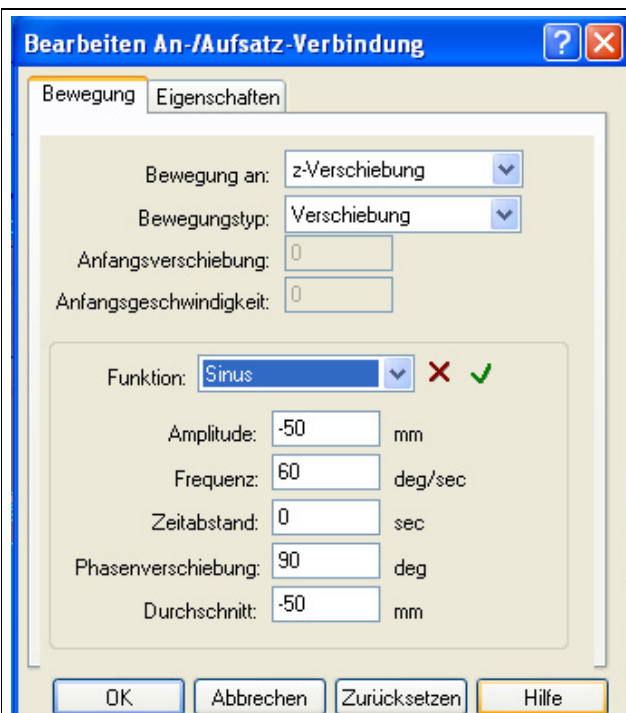 Bearbeiten An-/Aufsatz-Verbindung ?
Bewegung Eigenschaften
Bewegung an: z-Verschiebung
Bewegungstyp: Verschiebung
Anfangsverschiebung: 0
Anfangsgeschwindigkeit: 0
Funktion: Sinus
Amplitude: -50 mm
Frequenz: 60 deg/sec
Zeitabstand: 0 sec
Phasenverschiebung: 90 deg
Durchschnitt: -50 mm
OK Abbrechen Zurücksetzen Hilfe